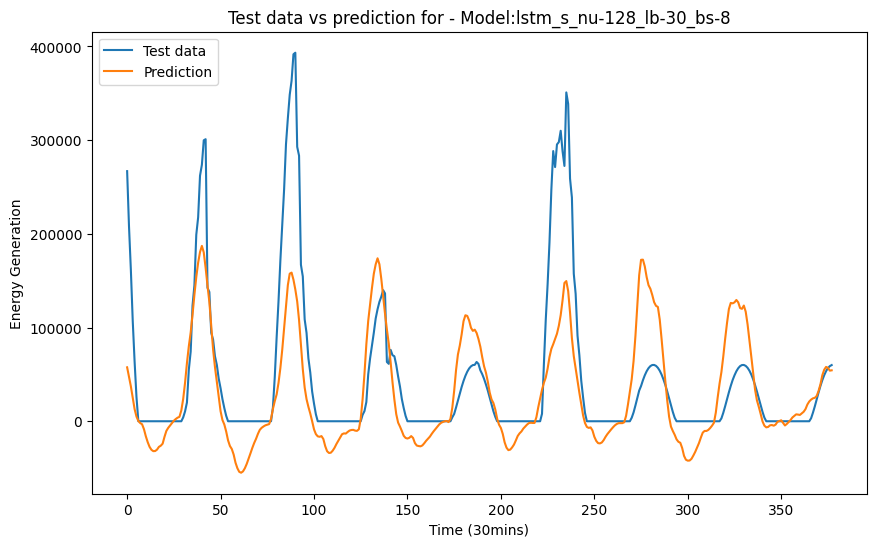 Test data vs prediction for - Model:lstm_s_nu-128_lb-30_bs-8
Test data
Prediction
400000
300000
200000
100000
0
Energy Generation
0 50 100 150 200 250 300 350
Time (30mins)